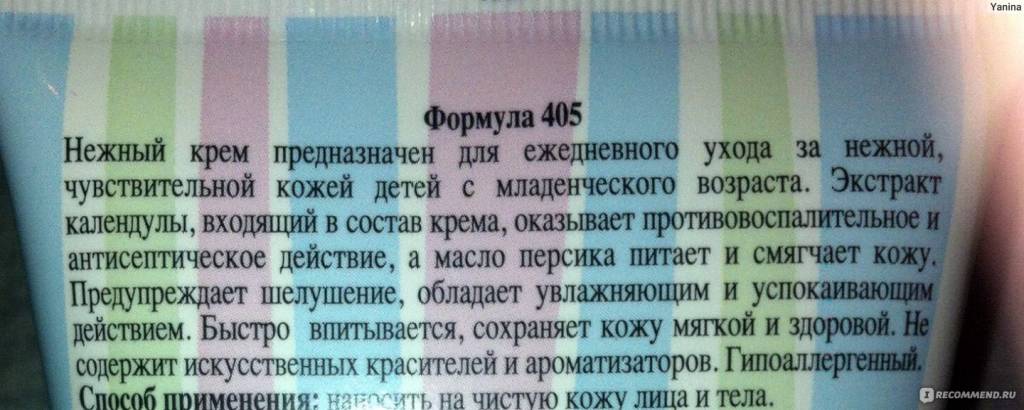 Yanina
Формула 405
Нежный крем предназначен для ежедневного ухода за нежной,
чувствительной кожей детей с младенческого возраста. Экстракт
календулы, входящий в состав крема, оказывает противовоспалительное и
антисептическое действие, а масло персика питает и смягчает кожу.
Предупреждает шелушение, обладает увлажняющим и успокаивающим
действием. Быстро впитывается, сохраняет кожу мягкой и здоровой. Не
содержит искусственных красителей и ароматизаторов. Гипоаллергенный.
Способ применения: наносить на чистую кожу лица и тела.
IRECOMMEND.RU